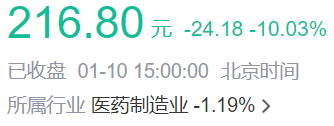 216.80 元 -24.18 -10.03%
已收盘 01-10 15:00:00 北京时间
所属行业 医药制造业 -1.19% >